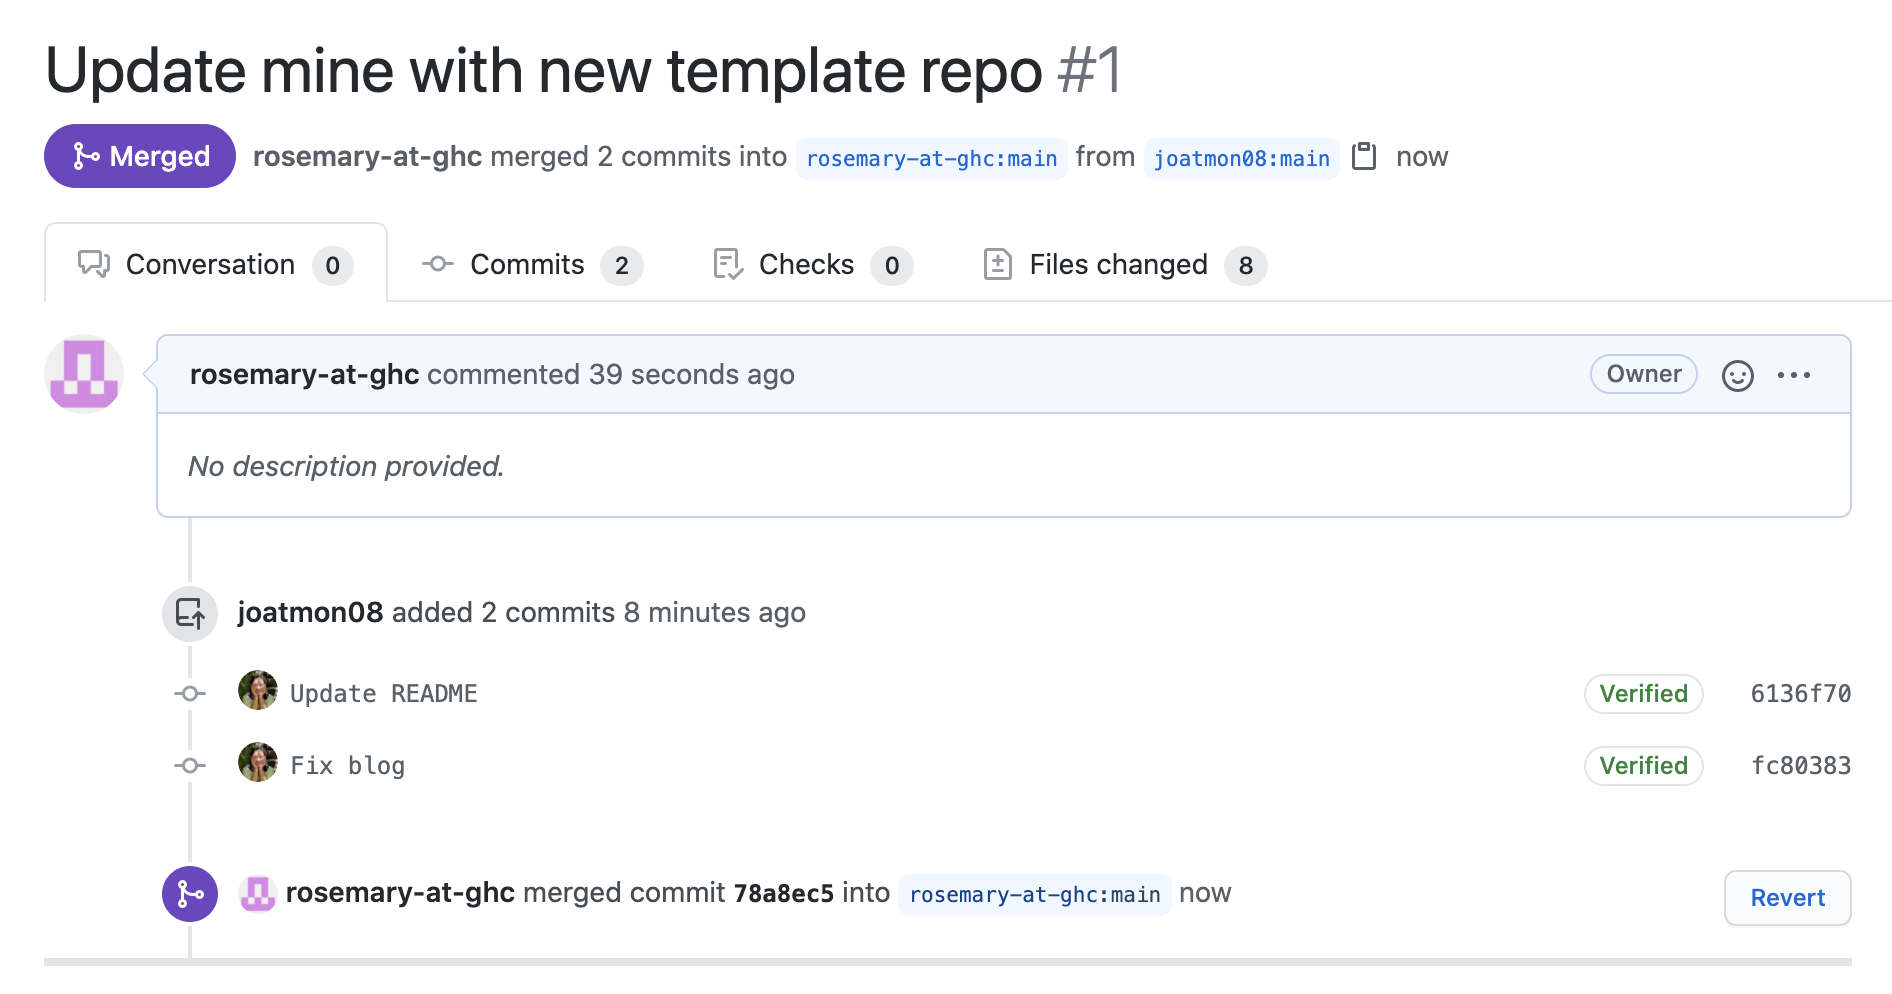 Update mine with new template repo #1
Merged rosemary-at-ghc merged 2 commits into rosemary-at-ghc:main from joatmon08:main now
Conversation 0 Commits 2 Checks 0 Files changed 8
rosemary-at-ghc commented 39 seconds ago Owner
No description provided.
joatmon08 added 2 commits 8 minutes ago
Update README Verified 6136f70
Fix blog Verified fc80383
rosemary-at-ghc merged commit 78a8ec5 into rosemary-at-ghc:main now Revert